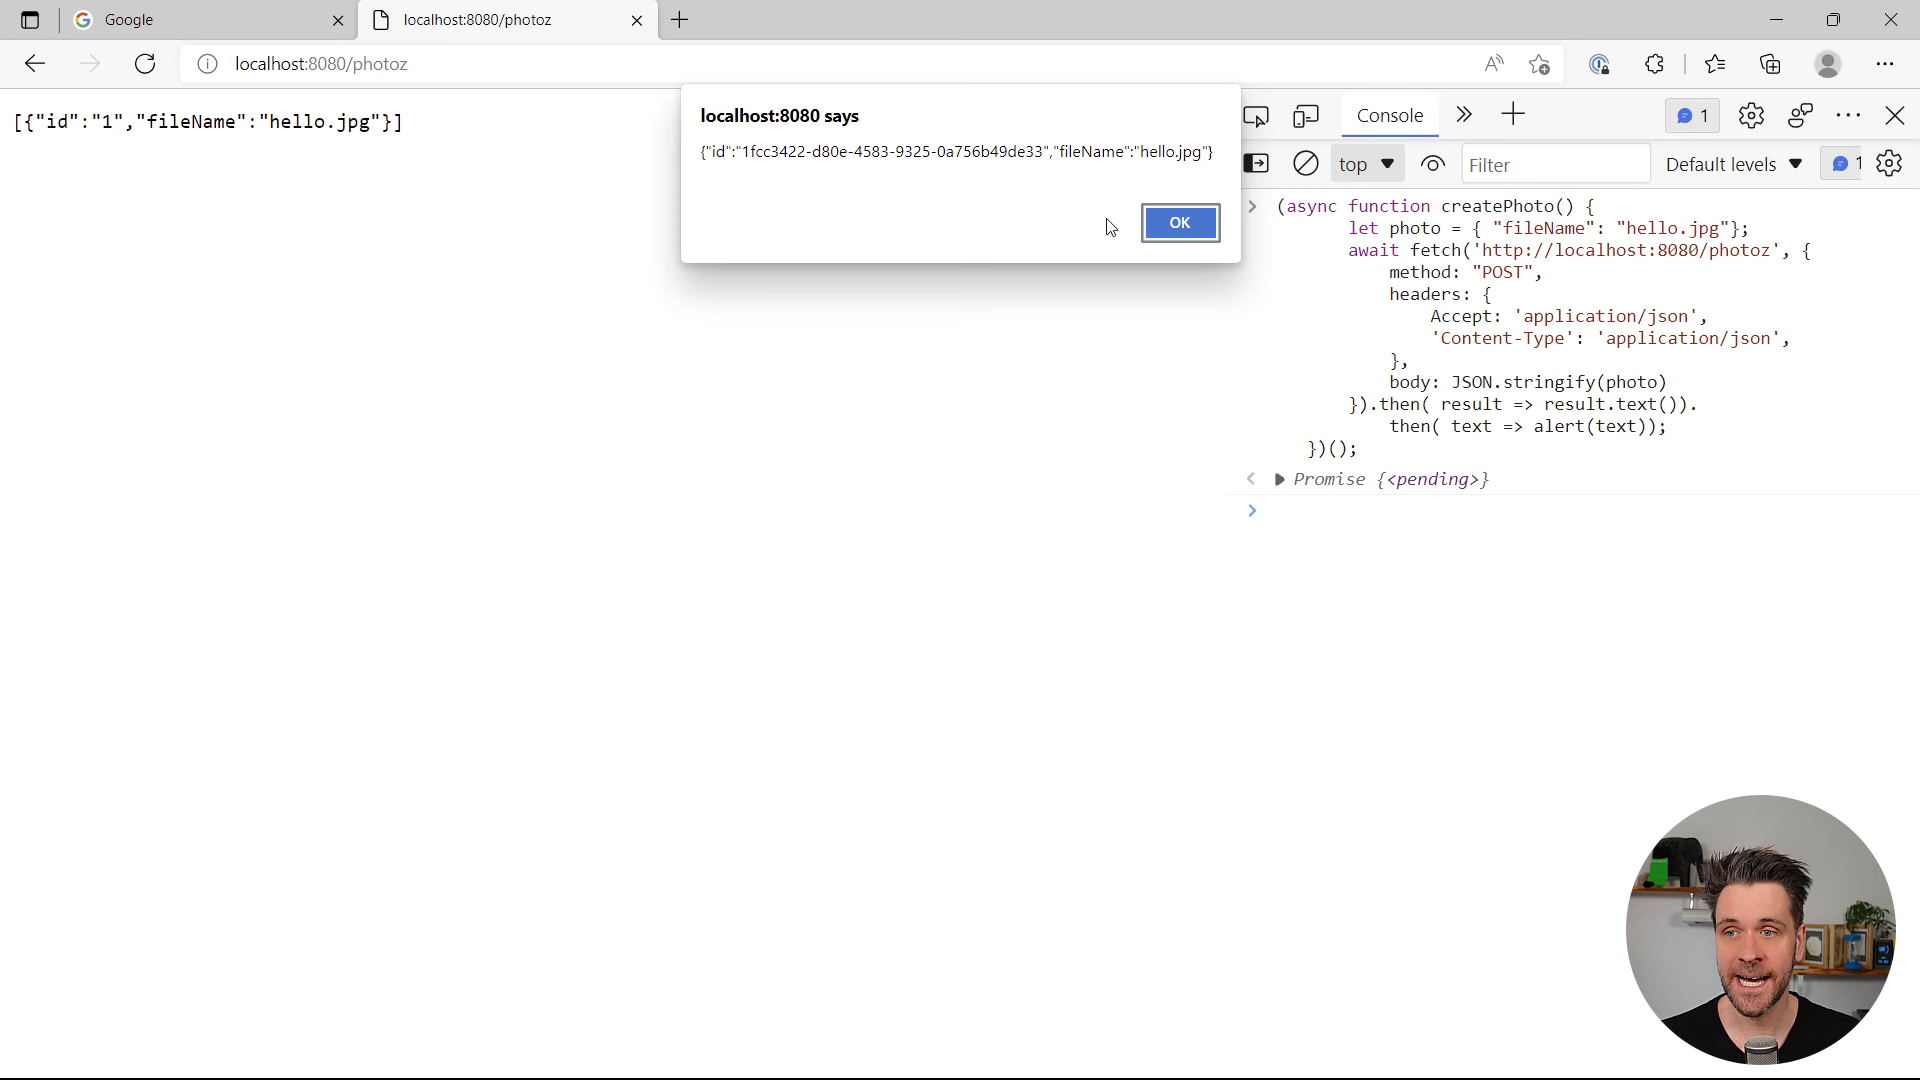 Google
localhost:8080/photoz
localhost:8080/photoz
[{"id":"1","fileName":"hello.jpg"}]
localhost:8080 says
{"id":"1fcc3422-d80e-4583-9325-0a756b49de33","fileName":"hello.jpg"}
OK
Console
1
top
Filter
Default levels
1
(async function createPhoto() {
let photo = { "fileName": "hello.jpg"};
await fetch('http://localhost:8080/photoz', {
method: "POST",
headers: {
Accept: 'application/json',
'Content-Type': 'application/json',
},
body: JSON.stringify(photo)
}).then( result => result.text()).
then( text => alert(text));
})();
Promise {<pending>}